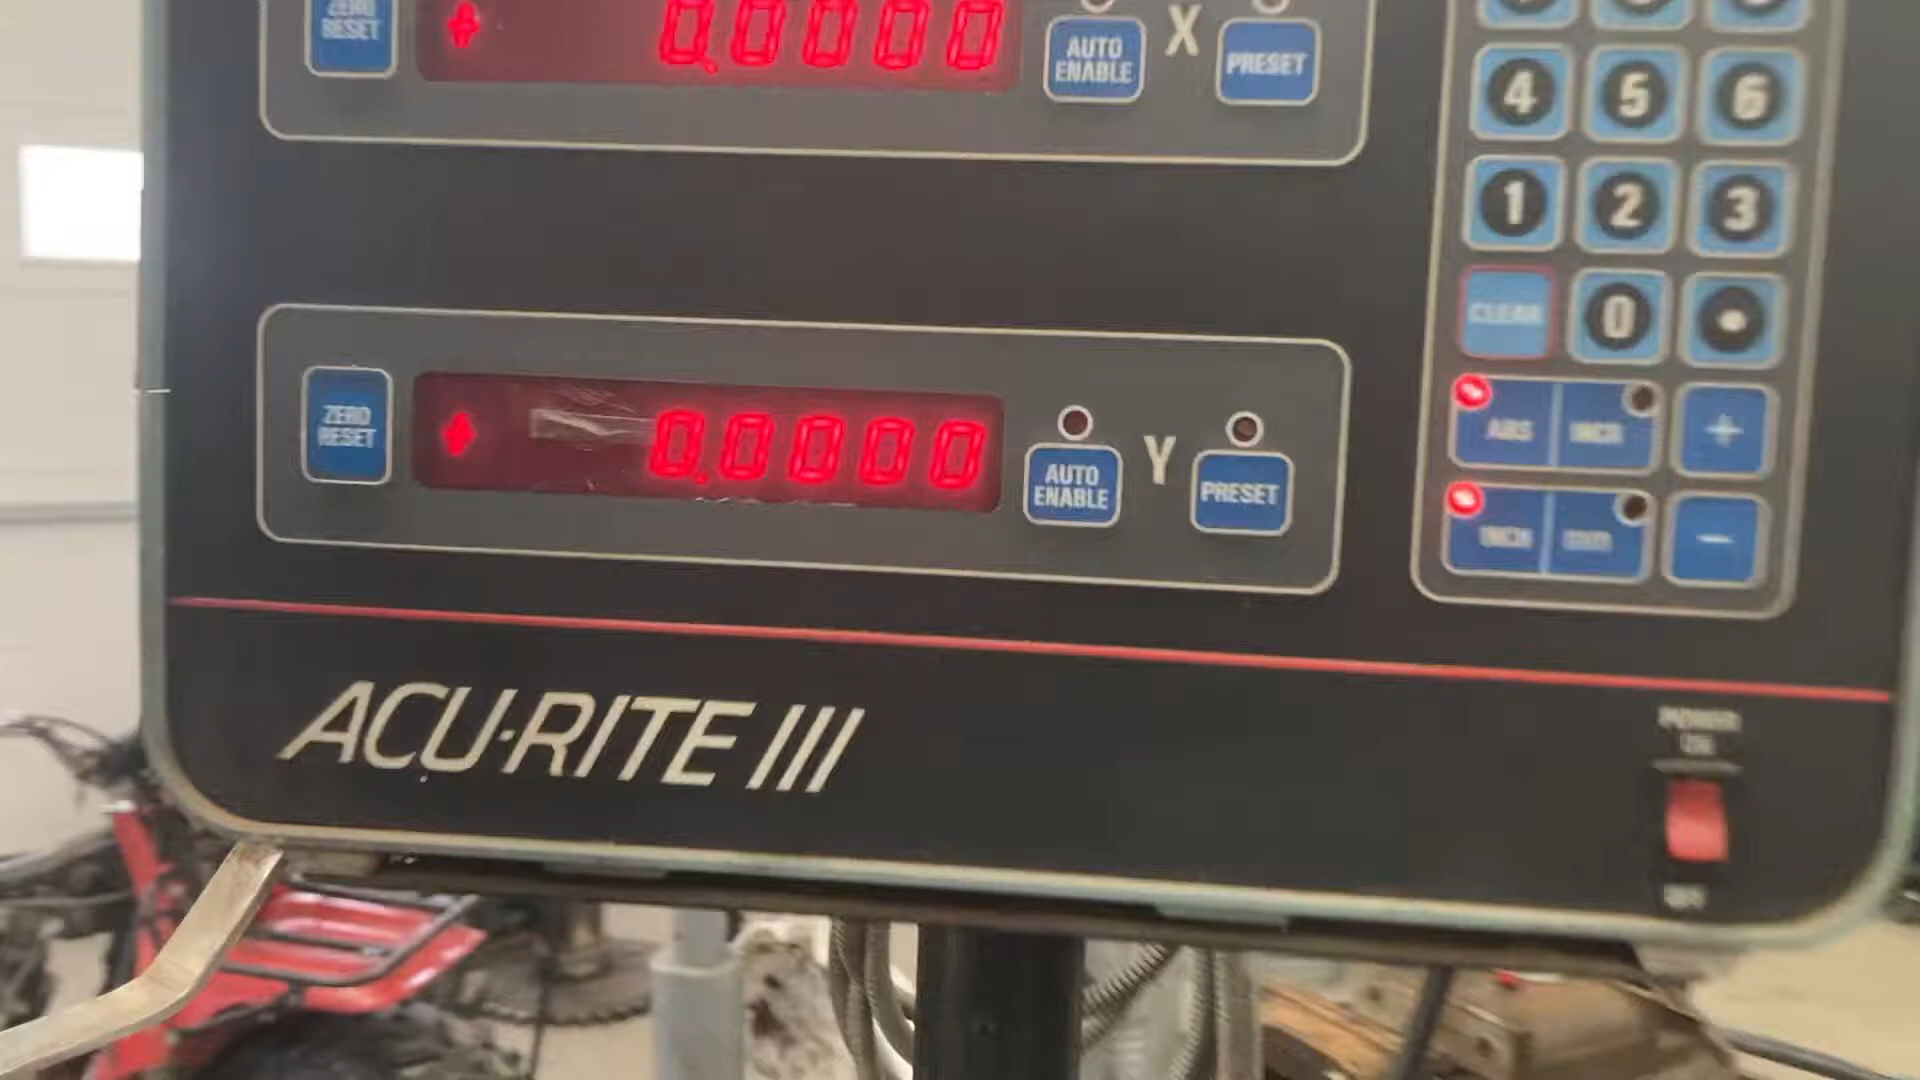 ZERO
RESET
0.0000
AUTO
ENABLE
X
PRESET
4 5 6
1 2 3
CLEAR 0 .
ZERO
RESET
0.0000
AUTO
ENABLE
Y
PRESET
ABS INCR +
INCH mm -
ACU-RITE III
POWER
ON
OFF